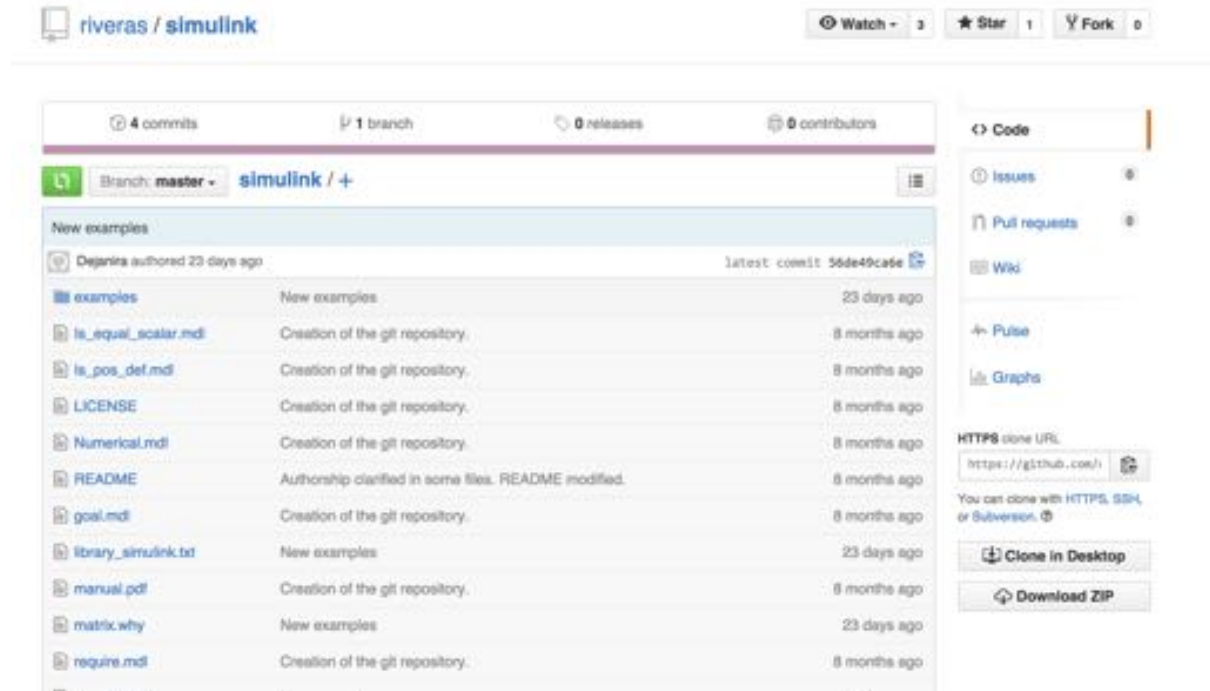 riveras / simulink
Watch 3 Star 1 Fork 0
4 commits 1 branch 0 releases 0 contributors
Branch: master simulink / +
New examples
Dejanira authored 23 days ago latest commit 56de49ca6e
examples New examples 23 days ago
Is_equal_scalar.mdl Creation of the git repository. 8 months ago
Is_pos_def.mdl Creation of the git repository. 8 months ago
LICENSE Creation of the git repository. 8 months ago
Numerical.mdl Creation of the git repository. 8 months ago
README Authorship clarified in some files. README modified. 8 months ago
goal.mdl Creation of the git repository. 8 months ago
library_simulink.txt New examples 23 days ago
manual.pdf Creation of the git repository. 8 months ago
matrix.why New examples 23 days ago
require.mdl Creation of the git repository. 8 months ago
<> Code
Issues 0
Pull requests 0
Wiki
Pulse
Graphs
HTTPS clone URL
https://github.com/
You can clone with HTTPS, SSH,
or Subversion.
Clone in Desktop
Download ZIP